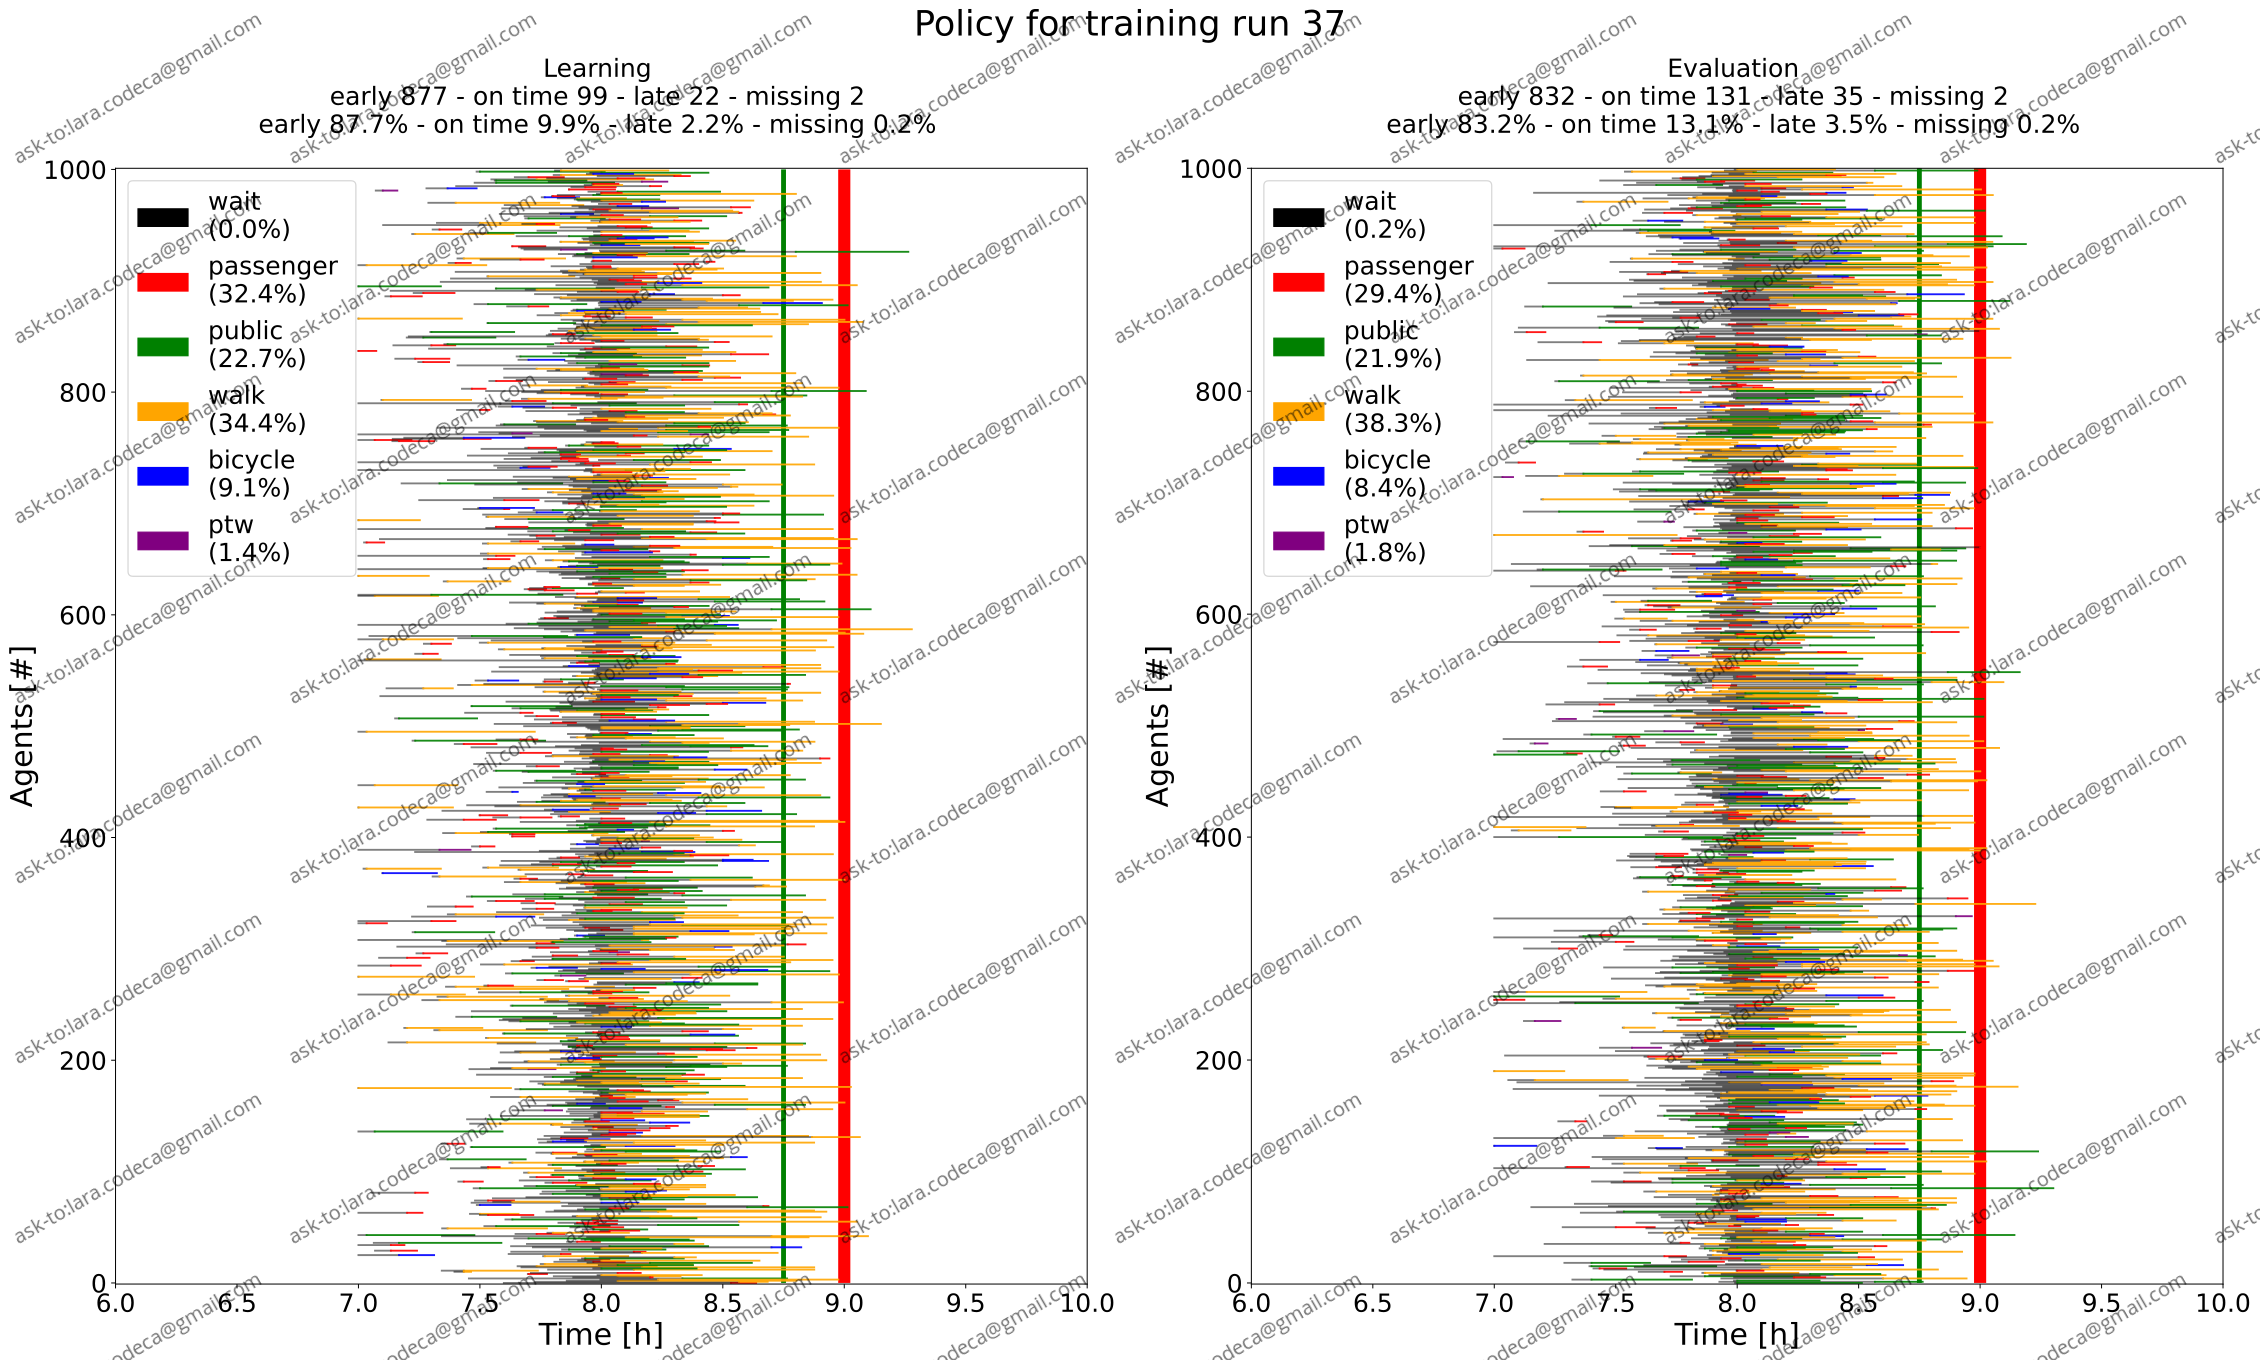 Policy for training run 37
Learning
early 877 - on time 99 - late 22 - missing 2
early 87.7% - on time 9.9% - late 2.2% - missing 0.2%
1000
800
600
400
200
0
Agents [#]
wait
(0.0%)
passenger
(32.4%)
public
(22.7%)
walk
(34.4%)
bicycle
(9.1%)
ptw
(1.4%)
6.0 6.5 7.0 7.5 8.0 8.5 9.0 9.5 10.0
Time [h]
Evaluation
early 832 - on time 131 - late 35 - missing 2
early 83.2% - on time 13.1% - late 3.5% - missing 0.2%
1000
800
600
400
200
0
Agents [#]
wait
(0.2%)
passenger
(29.4%)
public
(21.9%)
walk
(38.3%)
bicycle
(8.4%)
ptw
(1.8%)
6.0 6.5 7.0 7.5 8.0 8.5 9.0 9.5 10.0
Time [h]
ask-to:lara.codeca@gmail.com